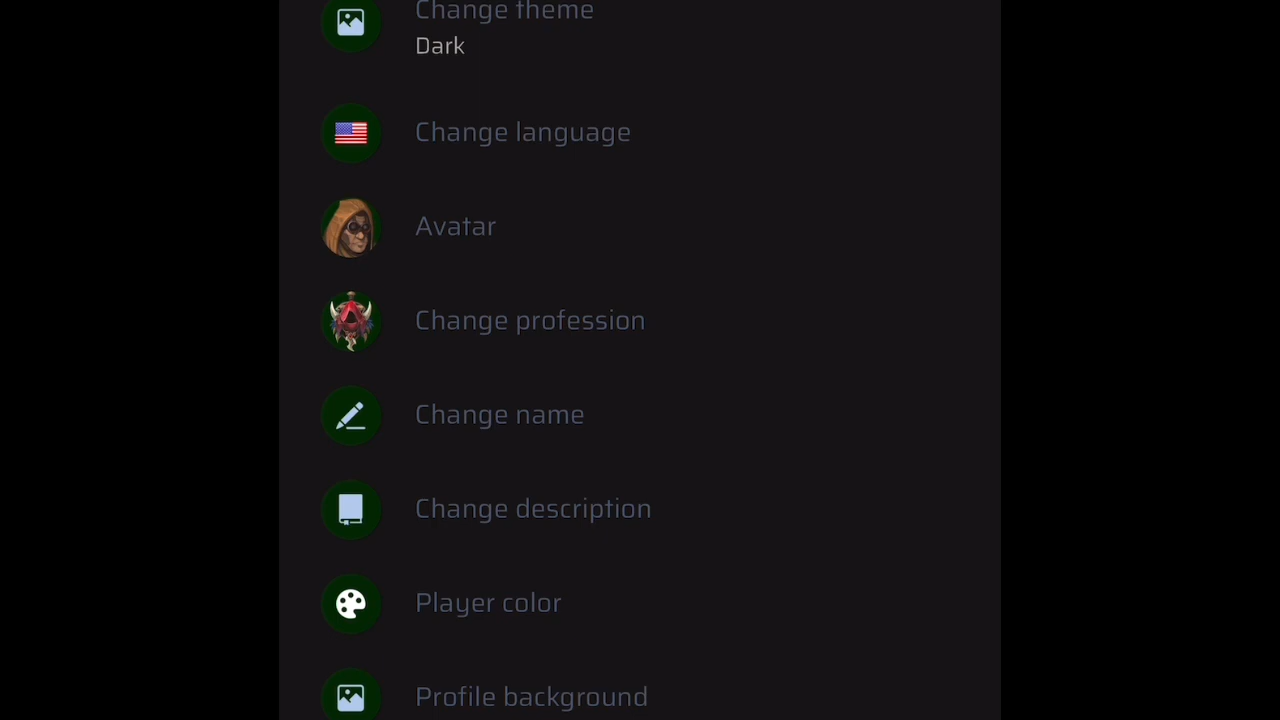 Change theme
Dark
Change language
Avatar
Change profession
Change name
Change description
Player color
Profile background